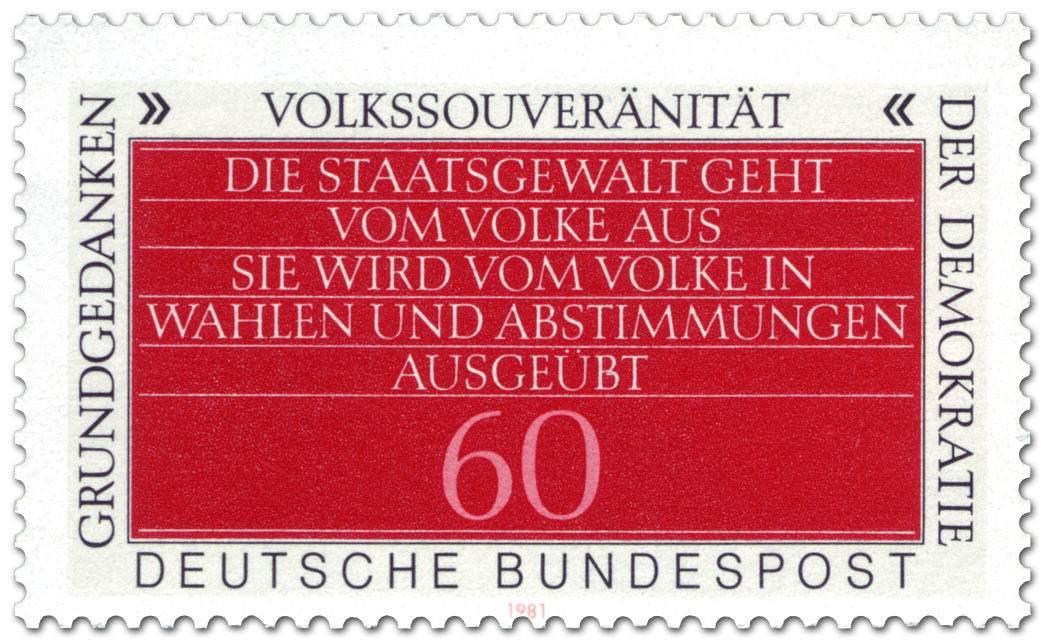 » VOLKSSOUVERÄNITÄT «
GRUNDGEDANKEN
DER DEMOKRATIE
DIE STAATSGEWALT GEHT
VOM VOLKE AUS
SIE WIRD VOM VOLKE IN
WAHLEN UND ABSTIMMUNGEN
AUSGEÜBT
60
DEUTSCHE BUNDESPOST
1981